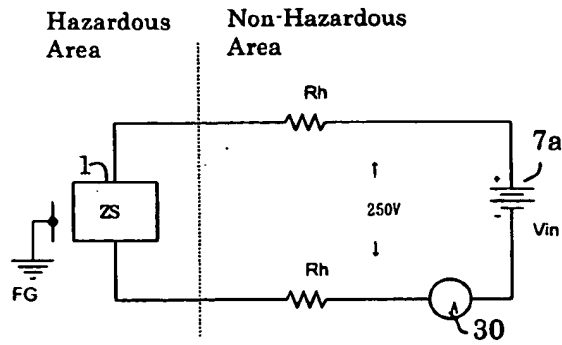 Hazardous
Area
Non-Hazardous
Area
Rh
1
ZS
FG
250V
7a
+
-
Vin
Rh
A
30